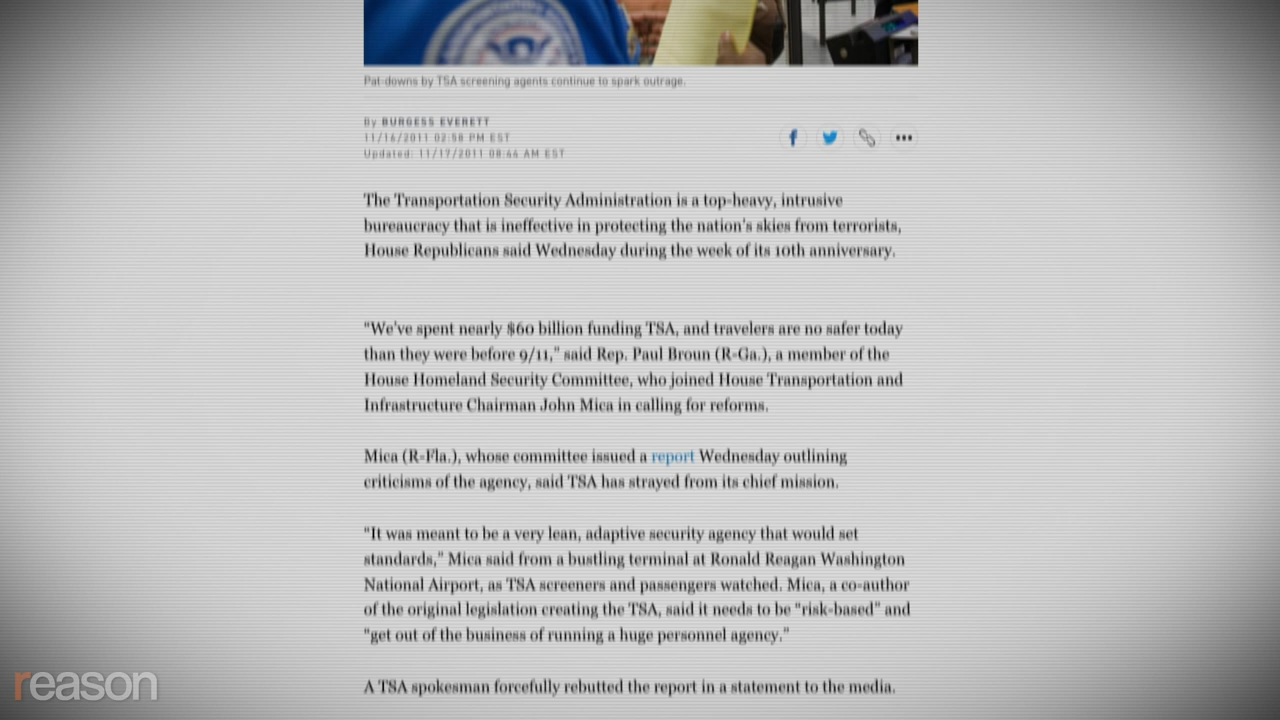 Pat-downs by TSA screening agents continue to spark outrage.
By BURGESS EVERETT
11/16/2011 02:58 PM EST
Updated: 11/17/2011 08:44 AM EST
The Transportation Security Administration is a top-heavy, intrusive
bureaucracy that is ineffective in protecting the nation's skies from terrorists,
House Republicans said Wednesday during the week of its 10th anniversary.
"We've spent nearly $60 billion funding TSA, and travelers are no safer today
than they were before 9/11," said Rep. Paul Broun (R-Ga.), a member of the
House Homeland Security Committee, who joined House Transportation and
Infrastructure Chairman John Mica in calling for reforms.
Mica (R-Fla.), whose committee issued a report Wednesday outlining
criticisms of the agency, said TSA has strayed from its chief mission.
"It was meant to be a very lean, adaptive security agency that would set
standards," Mica said from a bustling terminal at Ronald Reagan Washington
National Airport, as TSA screeners and passengers watched. Mica, a co-author
of the original legislation creating the TSA, said it needs to be "risk-based" and
"get out of the business of running a huge personnel agency."
A TSA spokesman forcefully rebutted the report in a statement to the media.
reason